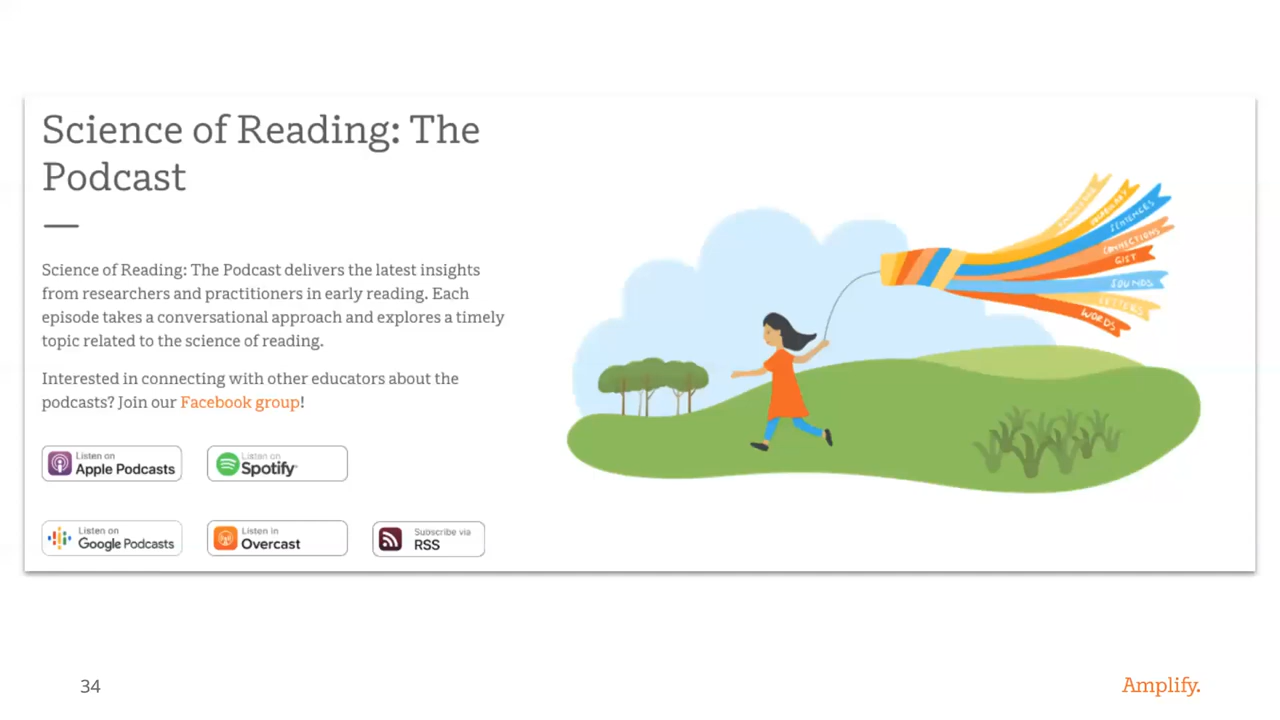 Science of Reading: The
Podcast
Science of Reading: The Podcast delivers the latest insights
from researchers and practitioners in early reading. Each
episode takes a conversational approach and explores a timely
topic related to the science of reading.
Interested in connecting with other educators about the
podcasts? Join our Facebook group!
Listen on
Apple Podcasts
Listen on
Spotify
Listen on
Google Podcasts
Listen in
Overcast
Subscribe via
RSS
VOCABULARY
SENTENCES
CONNECTIONS
GIST
SOUNDS
LETTERS
WORDS
34
Amplify.